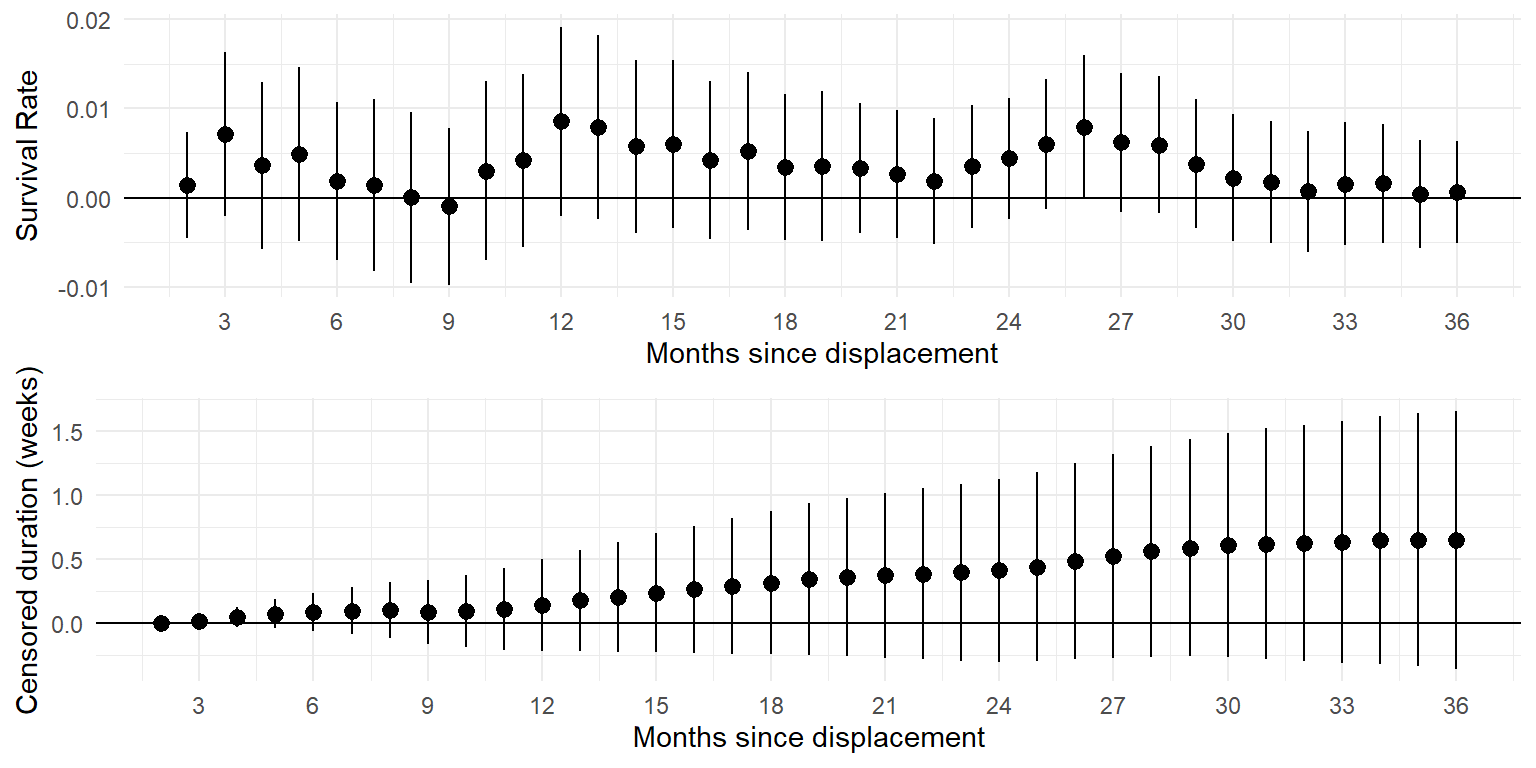 Survival Rate
0.02
0.01
0.00
-0.01
3 6 9 12 15 18 21 24 27 30 33 36
Months since displacement
Censored duration (weeks)
1.5
1.0
0.5
0.0
3 6 9 12 15 18 21 24 27 30 33 36
Months since displacement